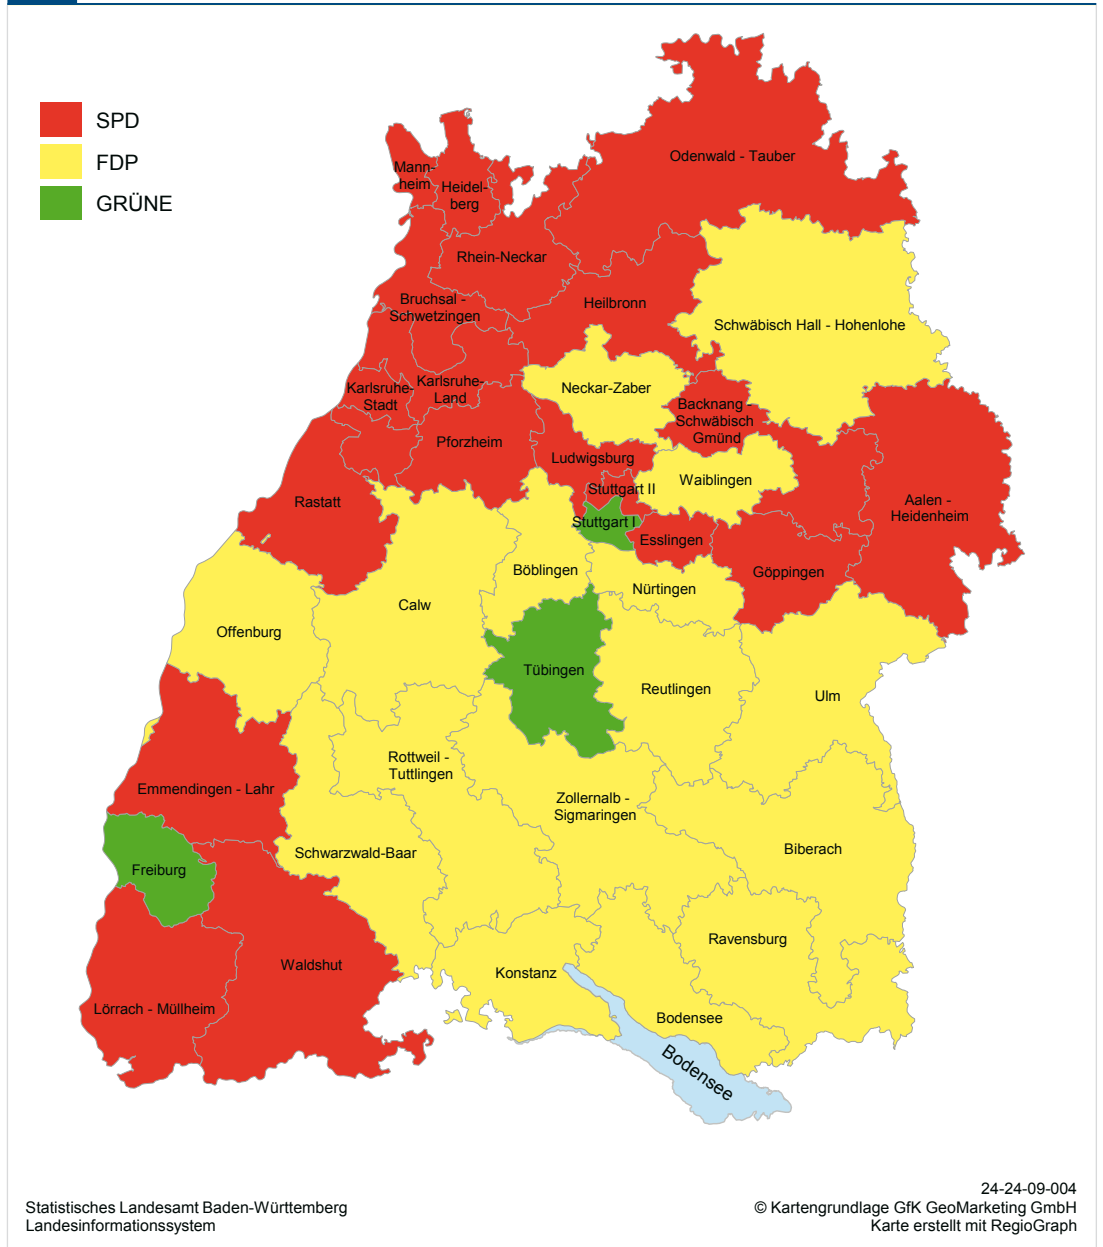 SPD
FDP
GRÜNE
Odenwald - Tauber
Mann-
heim
Heidel-
berg
Rhein-Neckar
Bruchsal -
Schwetzingen
Heilbronn
Schwäbisch Hall - Hohenlohe
Karlsruhe-
Stadt
Karlsruhe-
Land
Neckar-Zaber
Backnang -
Schwäbisch
Gmünd
Pforzheim
Ludwigsburg
Stuttgart II
Waiblingen
Rastatt
Stuttgart I
Esslingen
Aalen -
Heidenheim
Göppingen
Böblingen
Nürtingen
Calw
Offenburg
Tübingen
Reutlingen
Ulm
Rottweil -
Tuttlingen
Emmendingen - Lahr
Zollernalb -
Sigmaringen
Schwarzwald-Baar
Biberach
Freiburg
Ravensburg
Waldshut
Konstanz
Lörrach - Müllheim
Bodensee
Bodensee
24-24-09-004
Statistisches Landesamt Baden-Württemberg
Landesinformationssystem
© Kartengrundlage GfK GeoMarketing GmbH
Karte erstellt mit RegioGraph